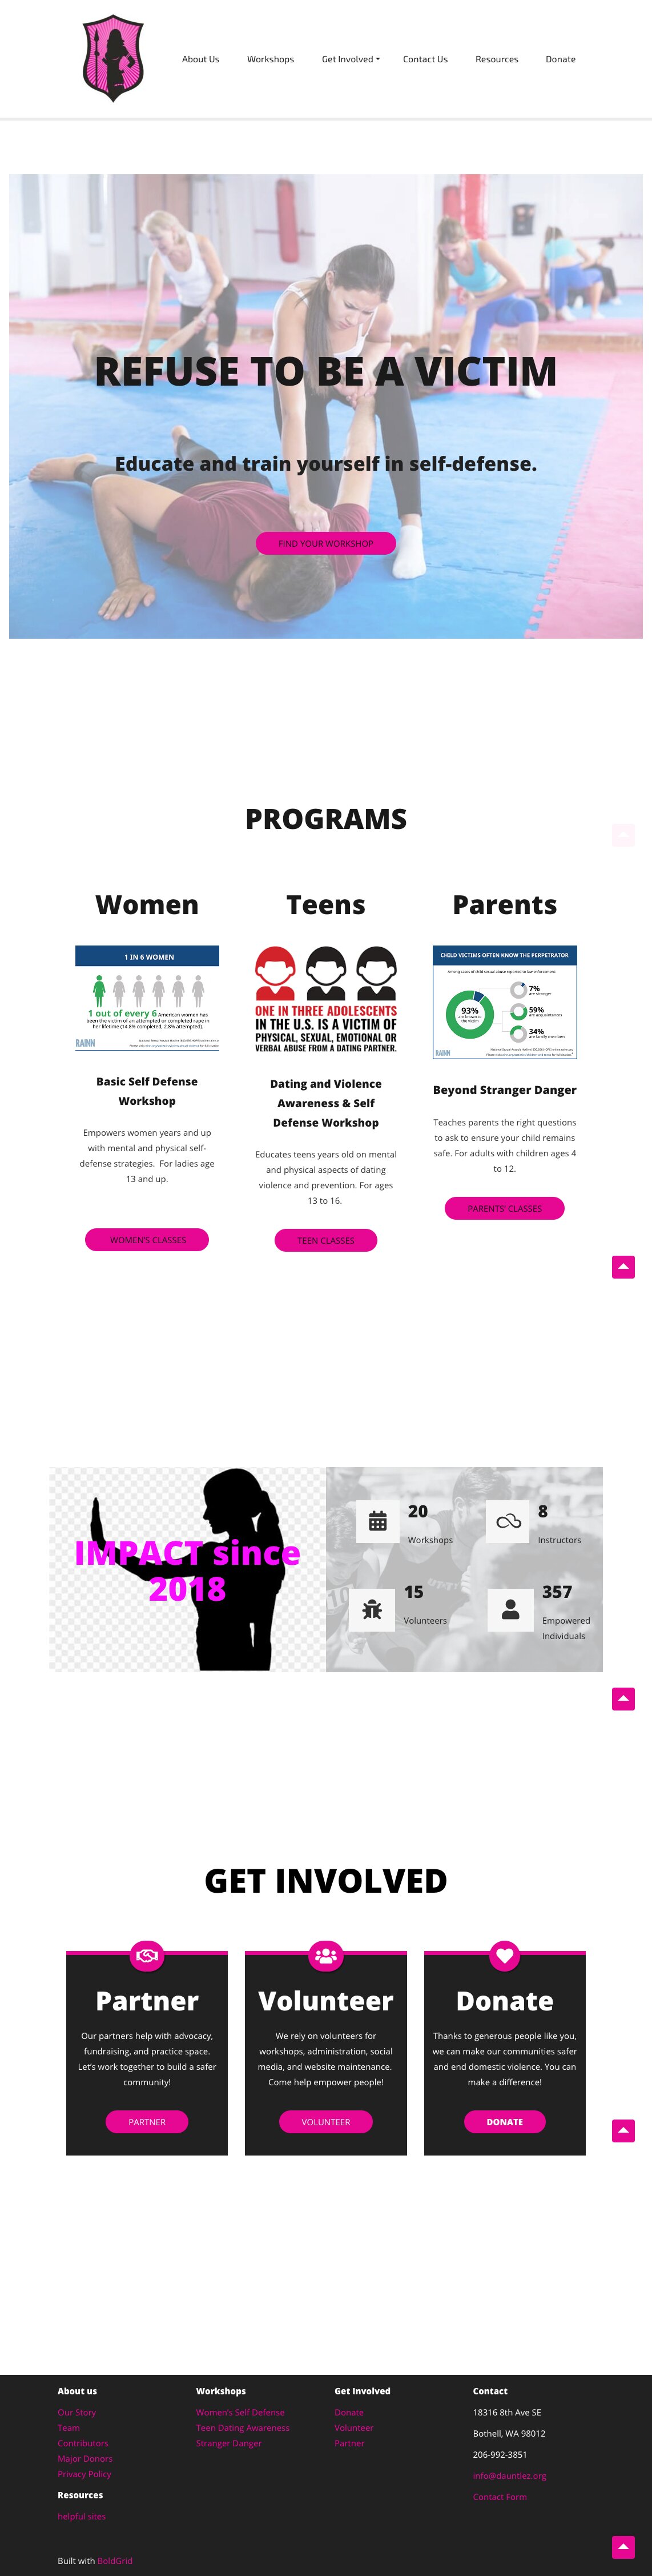 About Us
Workshops
Get Involved
Contact Us
Resources
Donate
REFUSE TO BE A VICTIM
Educate and train yourself in self-defense.
FIND YOUR WORKSHOP
PROGRAMS
Women
1 IN 6 WOMEN
1 out of every 6 American women has
been the victim of an attempted or completed rape in
her lifetime (14.8% completed, 2.8% attempted).
RAINN
Basic Self Defense
Workshop
Empowers women years and up
with mental and physical self-
defense strategies.  For ladies age
13 and up.
WOMEN'S CLASSES
Teens
ONE IN THREE ADOLESCENTS
IN THE U.S. IS A VICTIM OF
PHYSICAL, SEXUAL, EMOTIONAL OR
VERBAL ABUSE FROM A DATING PARTNER.
Dating and Violence
Awareness & Self
Defense Workshop
Educates teens years old on mental
and physical aspects of dating
violence and prevention. For ages
13 to 16.
TEEN CLASSES
Parents
CHILD VICTIMS OFTEN KNOW THE PERPETRATOR
Among cases of child sexual abuse reported to law enforcement:
93%
are known to
the victim
7%
are stranger
59%
are acquaintances
34%
are family members
RAINN
Beyond Stranger Danger
Teaches parents the right questions
to ask to ensure your child remains
safe. For adults with children ages 4
to 12.
PARENTS' CLASSES
IMPACT since
2018
20
Workshops
8
Instructors
15
Volunteers
357
Empowered
Individuals
GET INVOLVED
Partner
Our partners help with advocacy,
fundraising, and practice space.
Let's work together to build a safer
community!
PARTNER
Volunteer
We rely on volunteers for
workshops, administration, social
media, and website maintenance.
Come help empower people!
VOLUNTEER
Donate
Thanks to generous people like you,
we can make our communities safer
and end domestic violence. You can
make a difference!
DONATE
About us
Our Story
Team
Contributors
Major Donors
Privacy Policy
Resources
helpful sites
Workshops
Women's Self Defense
Teen Dating Awareness
Stranger Danger
Get Involved
Donate
Volunteer
Partner
Contact
18316 8th Ave SE
Bothell, WA 98012
206-992-3851
info@dauntlez.org
Contact Form
Built with BoldGrid